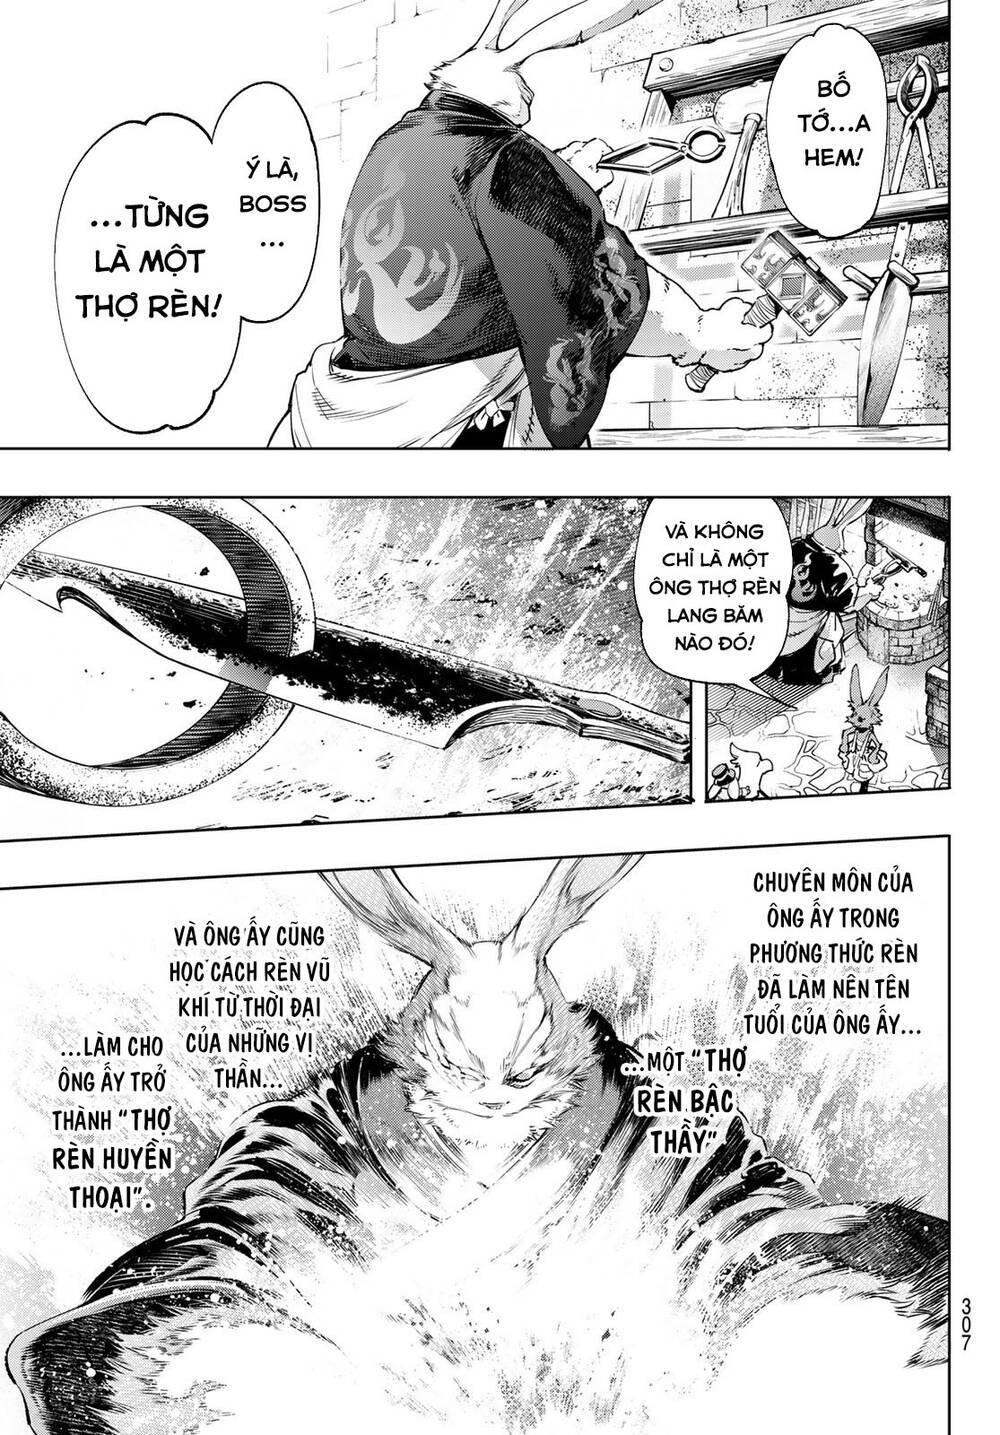 BỐ
TỚ...A
HEM!
Ý LÀ,
BOSS
...
...TỪNG
LÀ MỘT
THỢ RÈN!
VÀ KHÔNG
CHỈ LÀ MỘT
ÔNG THỢ RÈN
LANG BĂM
NÀO ĐÓ!
CHUYÊN MÔN CỦA
ÔNG ẤY TRONG
PHƯƠNG THỨC RÈN
ĐÃ LÀM NÊN TÊN
TUỔI CỦA ÔNG ẤY...
...MỘT “THỢ
RÈN BẬC
THẦY”
VÀ ÔNG ẤY CŨNG
HỌC CÁCH RÈN VŨ
KHÍ TỪ THỜI ĐẠI
CỦA NHỮNG VỊ
THẦN...
...LÀM CHO
ÔNG ẤY TRỞ
THÀNH “THỢ
RÈN HUYỀN
THOẠI”.
307